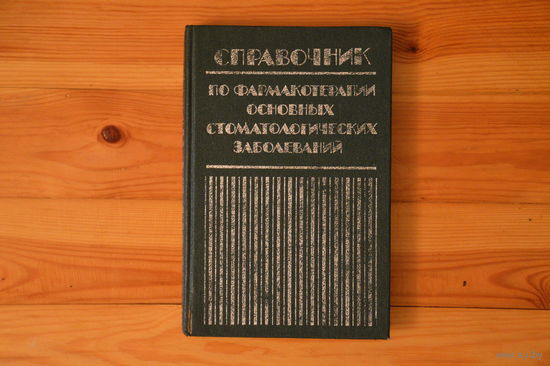 СПРАВОЧНИК
ПО ФАРМАКОТЕРАПИИ
ОСНОВНЫХ
СТОМАТОЛОГИЧЕСКИХ
ЗАБОЛЕВАНИЙ